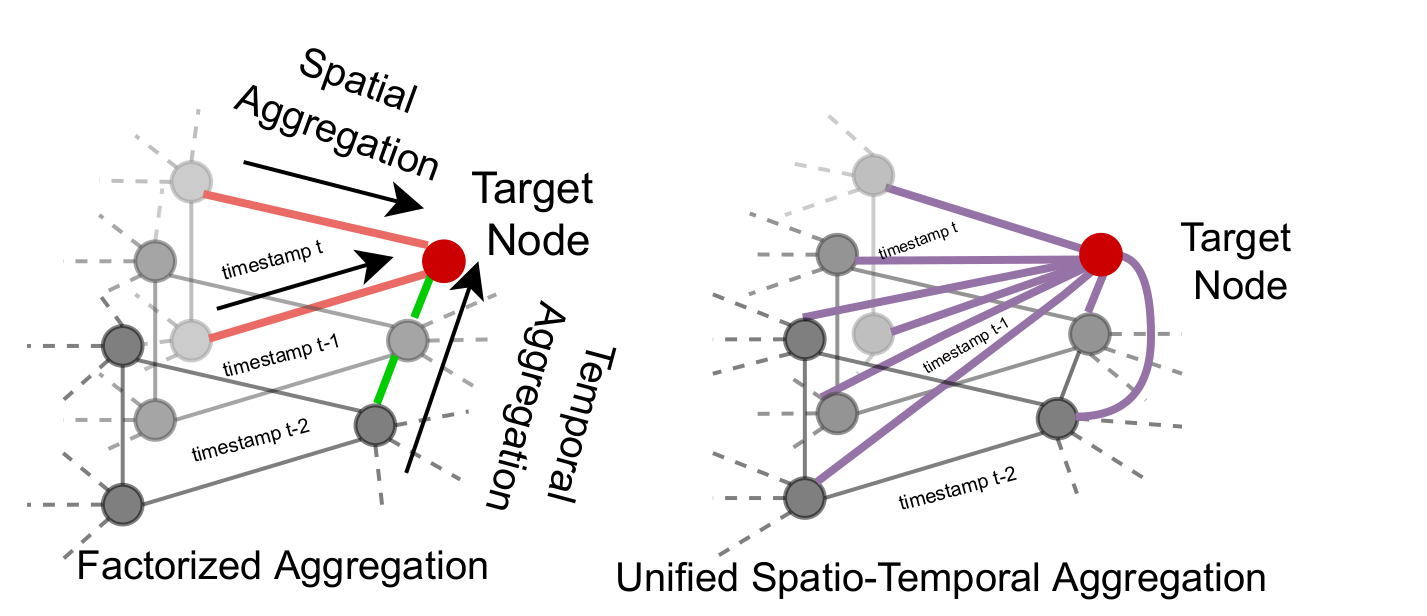 Spatial
Aggregation
Target
Node
timestamp t
timestamp t-1
timestamp t-2
Temporal
Aggregation
Factorized Aggregation
timestamp t
timestamp t-1
timestamp t-2
Target
Node
Unified Spatio-Temporal Aggregation